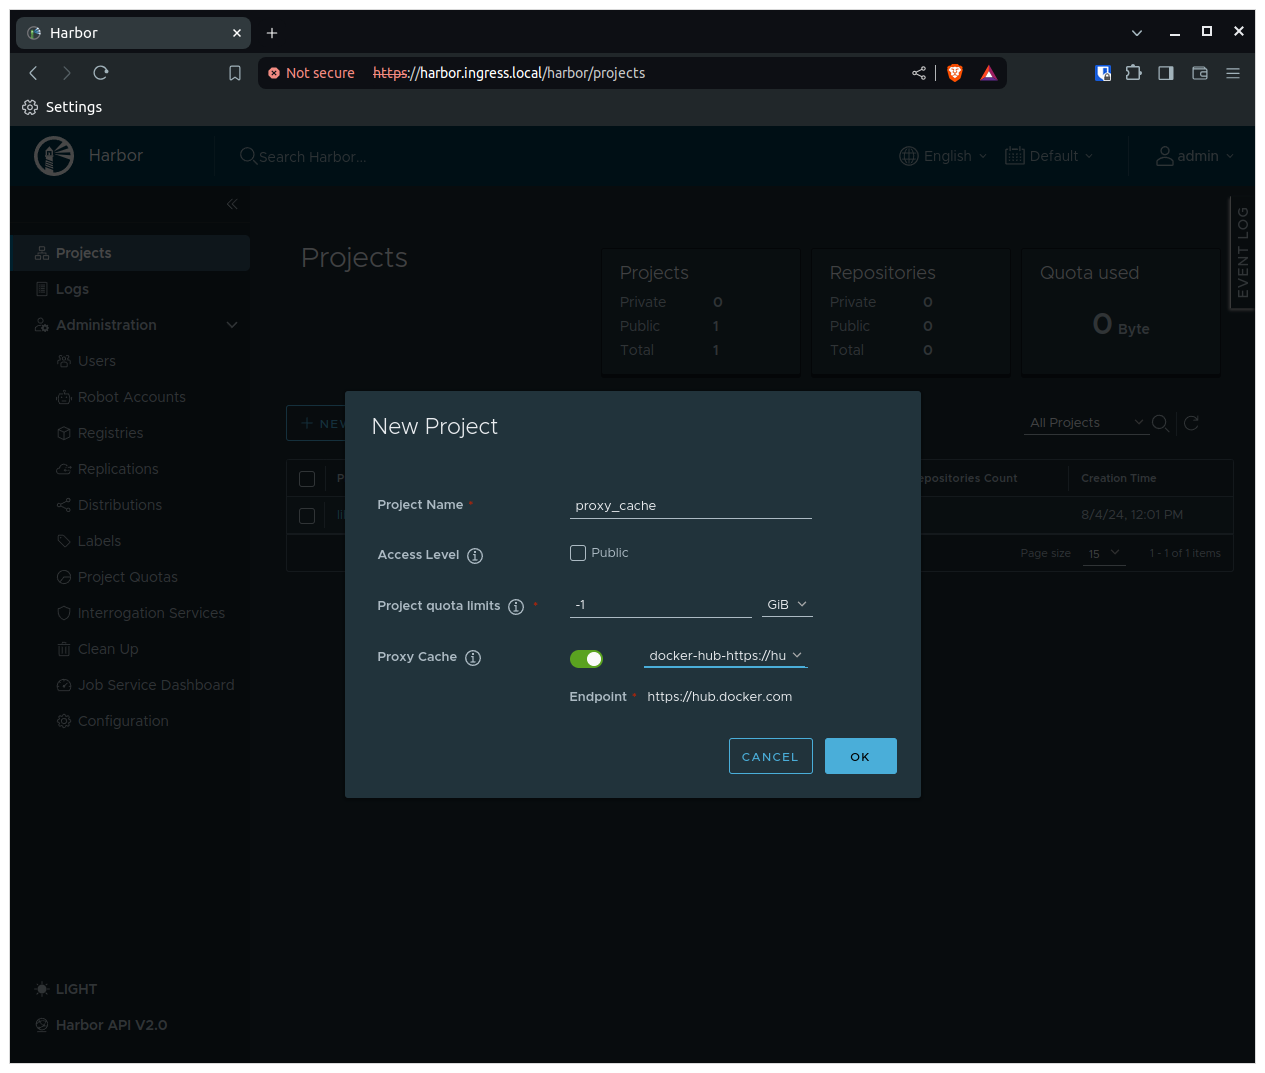 Harbor
Not secure https://harbor.ingress.local/harbor/projects
Settings
Harbor Search Harbor... English Default admin
EVENT LOG
Projects
Logs
Administration
Users
Robot Accounts
Registries
Replications
Distributions
Labels
Project Quotas
Interrogation Services
Clean Up
Job Service Dashboard
Configuration
LIGHT
Harbor API V2.0
Projects
Projects
Private 0
Public 1
Total 1
Repositories
Private 0
Public 0
Total 0
Quota used
0 Byte
+ NEW
All Projects
Creation Time
Count
8/4/24, 12:01 PM
Page size 15 1 - 1 of 1 items
New Project
Project Name * proxy_cache
Access Level Public
Project quota limits * -1 GiB
Proxy Cache docker-hub-https://hu
Endpoint * https://hub.docker.com
CANCEL OK